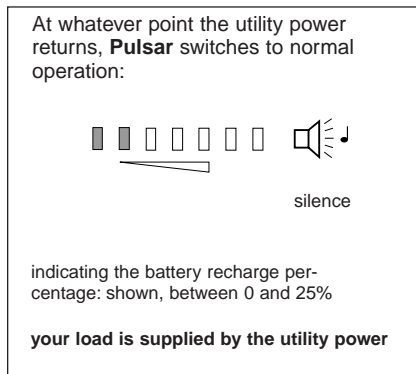 At whatever point the utility power
returns, Pulsar switches to normal
operation:
silence
indicating the battery recharge per-
centage: shown, between 0 and 25%
your load is supplied by the utility power